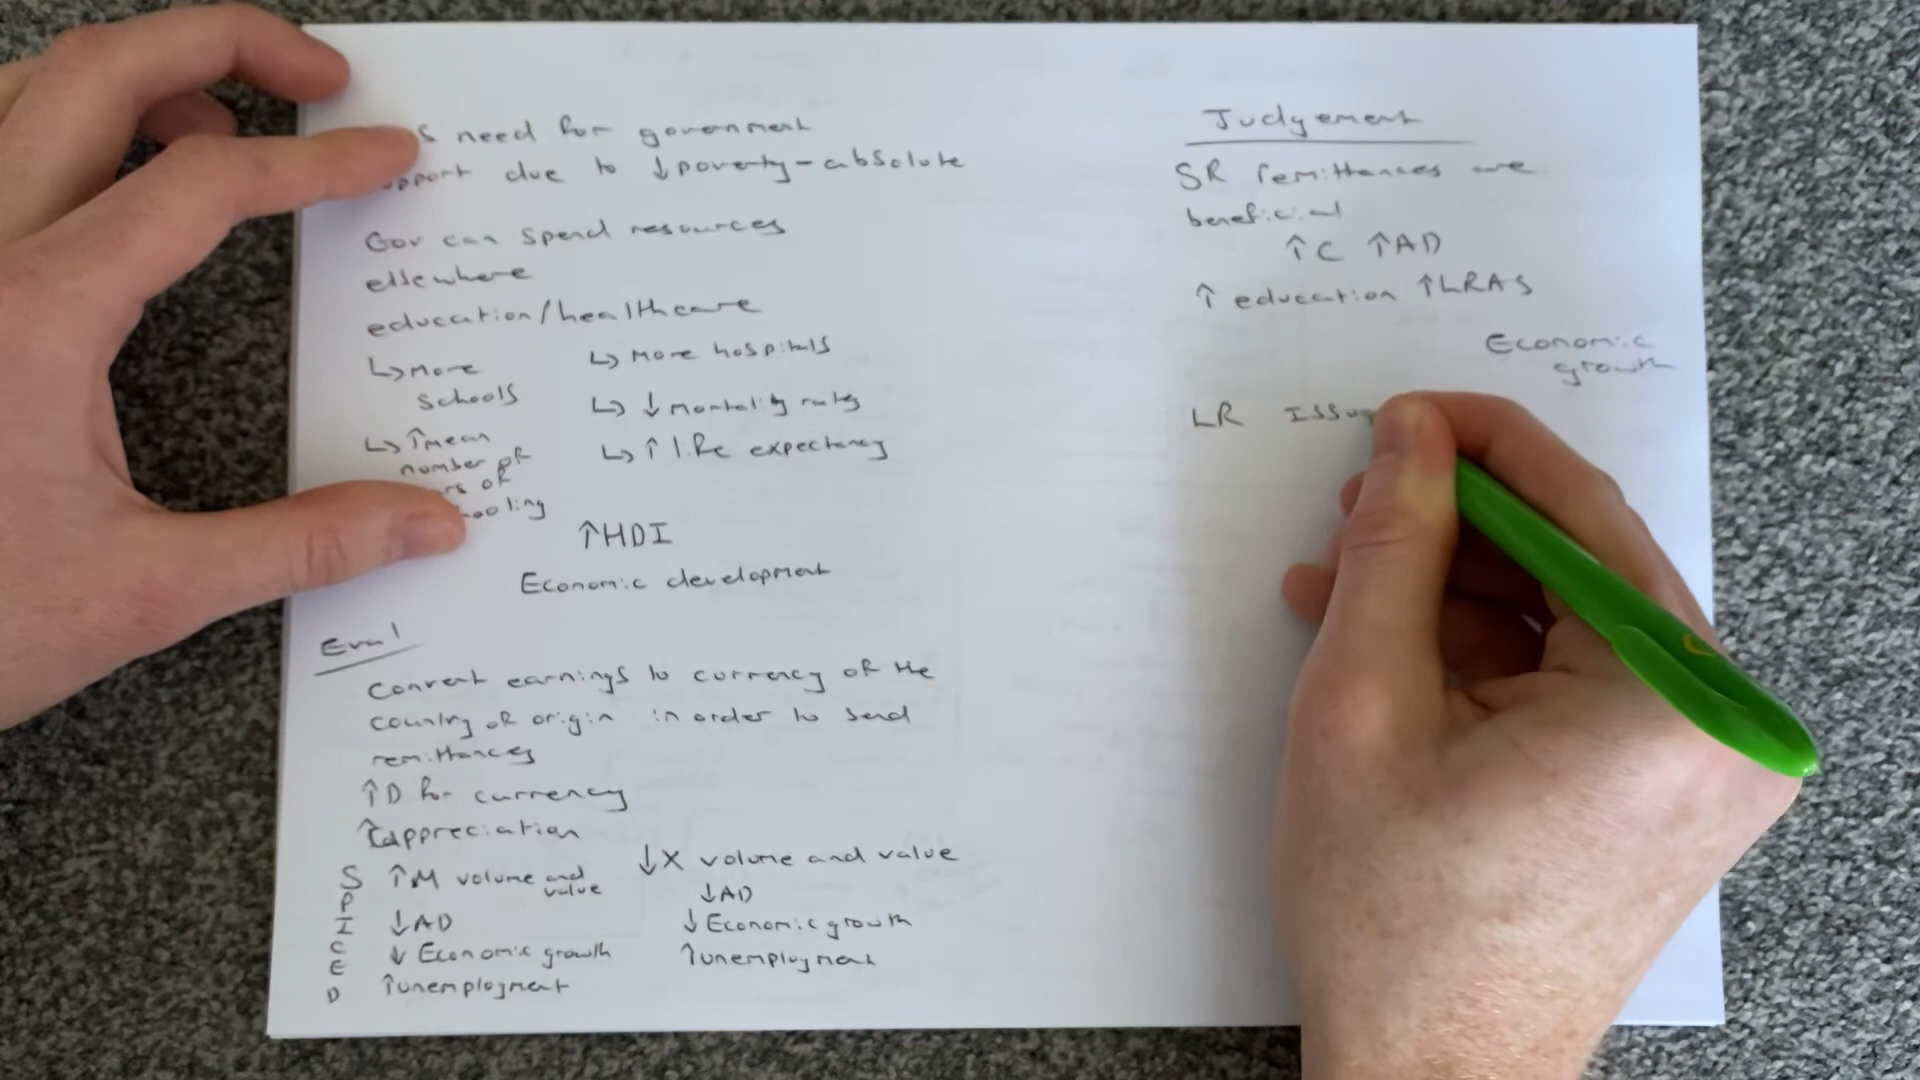 need for government
due to ↓poverty-absolute
Gov can spend resources
elsewhere
education/healthcare
↳ More
schools
↳ ↑mean
number of
of
↳ More hospitals
↳ ↓ mortality rates
↳ ↑ life expectancy
↑HDI
Economic development
Eval
Convert earnings to currency of the
country of origin in order to send
remittances
↑D for currency
↑appreciation
SPICED
↑M volume and
value
↓AD
↓ Economic growth
↑unemployment
↓X volume and value
↓AD
↓ Economic growth
↑unemployment
Judgement
SR remittances are
beneficial
↑C ↑AD
↑ education ↑LRAS
Economic
growth
LR